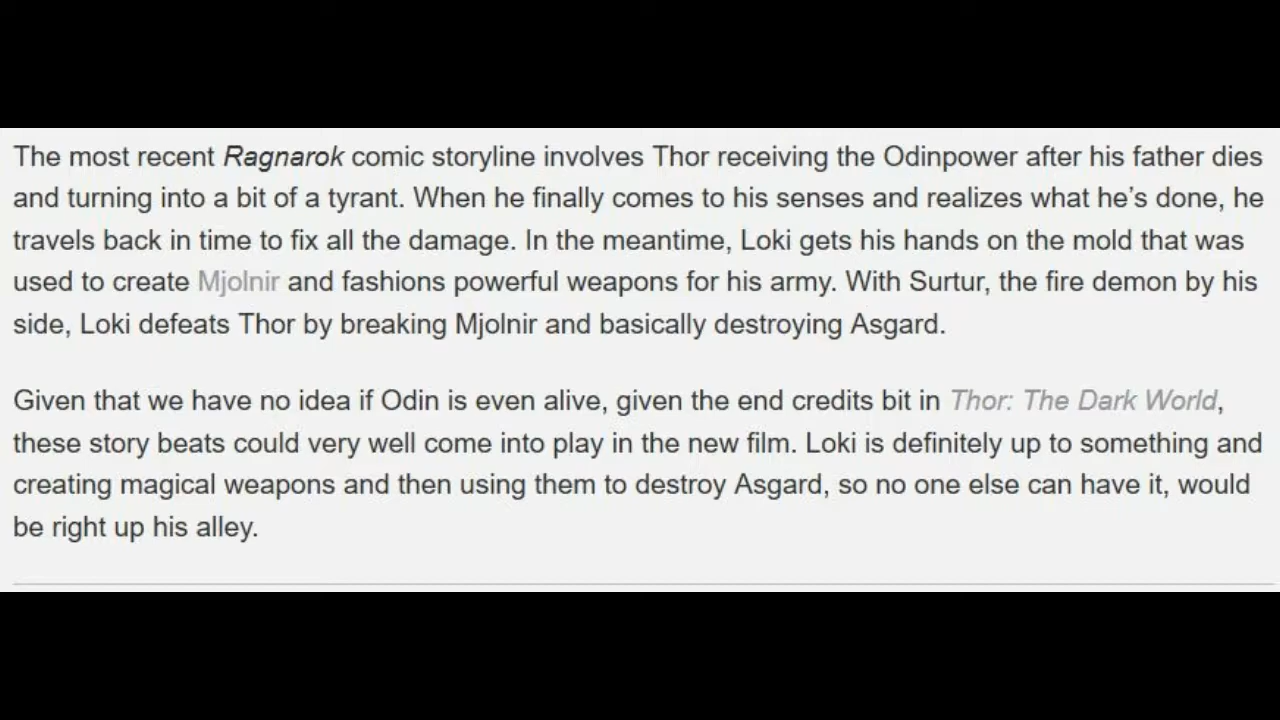 The most recent Ragnarok comic storyline involves Thor receiving the Odinpower after his father dies
and turning into a bit of a tyrant. When he finally comes to his senses and realizes what he’s done, he
travels back in time to fix all the damage. In the meantime, Loki gets his hands on the mold that was
used to create Mjolnir and fashions powerful weapons for his army. With Surtur, the fire demon by his
side, Loki defeats Thor by breaking Mjolnir and basically destroying Asgard.
Given that we have no idea if Odin is even alive, given the end credits bit in Thor: The Dark World,
these story beats could very well come into play in the new film. Loki is definitely up to something and
creating magical weapons and then using them to destroy Asgard, so no one else can have it, would
be right up his alley.